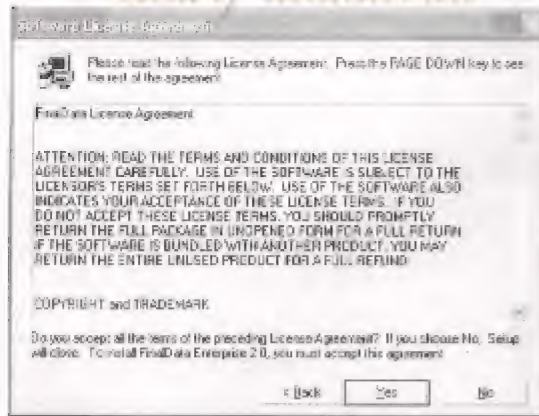 Software License Agreement
Please read the following License Agreement. Press the PAGE DOWN key to see
the rest of the agreement.
FinalData License Agreement
ATTENTION: READ THE TERMS AND CONDITIONS OF THIS LICENSE
AGREEMENT CAREFULLY. USE OF THE SOFTWARE IS SUBJECT TO THE
LICENSOR'S TERMS SET FORTH BELOW. USE OF THE SOFTWARE ALSO
INDICATES YOUR ACCEPTANCE OF THESE LICENSE TERMS. IF YOU
DO NOT ACCEPT THESE LICENSE TERMS, YOU SHOULD PROMPTLY
RETURN THE FULL PACKAGE IN UNOPENED FORM FOR A FULL RETURN
IF THE SOFTWARE IS BUNDLED WITH ANOTHER PRODUCT, YOU MAY
RETURN THE ENTIRE UNUSED PRODUCT FOR A FULL REFUND
COPYRIGHT and TRADEMARK
Do you accept all the terms of the preceding License Agreement? If you choose No, Setup
will close. To install FinalData Enterprise 2.0, you must accept this agreement.
< Back Yes No